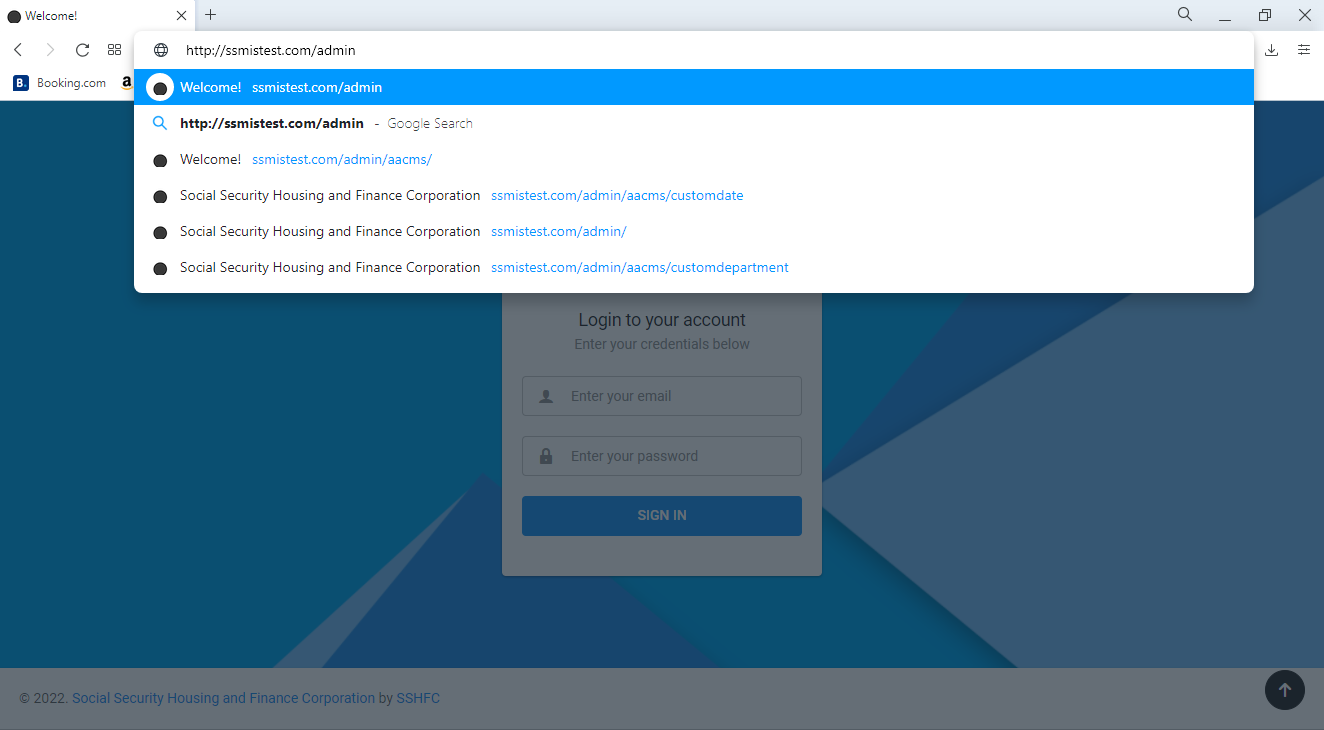 Welcome!
http://ssmistest.com/admin
B. Booking.com a
Welcome! ssmistest.com/admin
http://ssmistest.com/admin - Google Search
Welcome! ssmistest.com/admin/aacms/
Social Security Housing and Finance Corporation ssmistest.com/admin/aacms/customdate
Social Security Housing and Finance Corporation ssmistest.com/admin/
Social Security Housing and Finance Corporation ssmistest.com/admin/aacms/customdepartment
Login to your account
Enter your credentials below
Enter your email
Enter your password
SIGN IN
© 2022. Social Security Housing and Finance Corporation by SSHFC